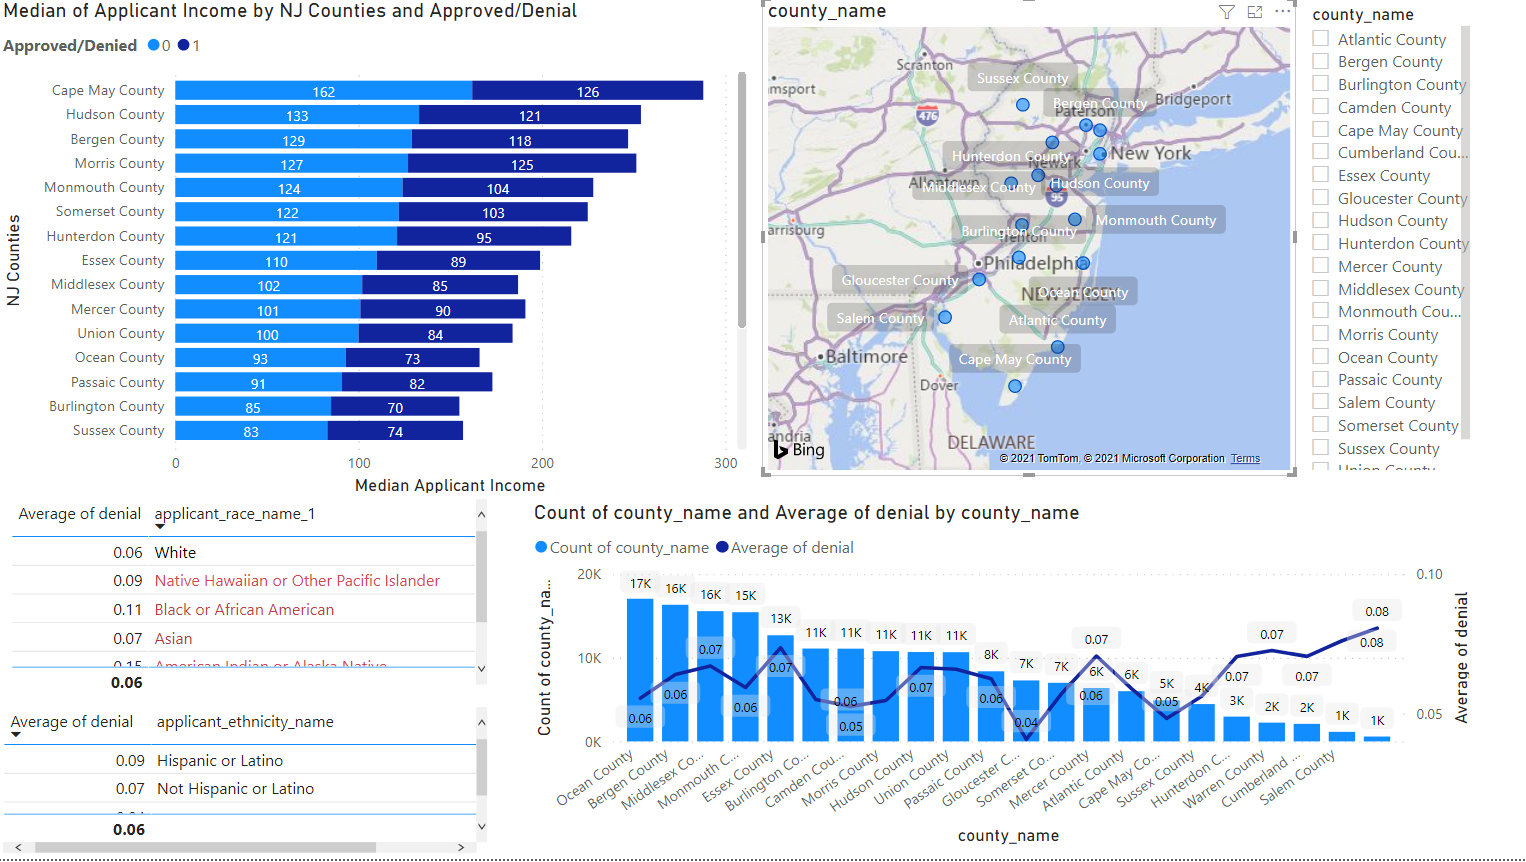 Median of Applicant Income by NJ Counties and Approved/Denial
Approved/Denied 0 1
NJ Counties
Cape May County 162 126
Hudson County 133 121
Bergen County 129 118
Morris County 127 125
Monmouth County 124 104
Somerset County 122 103
Hunterdon County 121 95
Essex County 110 89
Middlesex County 102 85
Mercer County 101 90
Union County 100 84
Ocean County 93 73
Passaic County 91 82
Burlington County 85 70
Sussex County 83 74
0 100 200 300
Median Applicant Income
county_name
Scranton
msport
Sussex County
476
Bergen County
Bridgeport
Paterson
Hunterdon County
Newark
New York
Allentown
Middlesex County
Hudson County
95
Monmouth County
arrisburg
Burlington County
Trenton
Philadelphia
Gloucester County
NEW JERSEY
Ocean County
Salem County
Atlantic County
Baltimore
Cape May County
Dover
andria
DELAWARE
Bing
© 2021 TomTom, © 2021 Microsoft Corporation Terms
county_name
Atlantic County
Bergen County
Burlington County
Camden County
Cape May County
Cumberland Cou...
Essex County
Gloucester County
Hudson County
Hunterdon County
Mercer County
Middlesex County
Monmouth Cou...
Morris County
Ocean County
Passaic County
Salem County
Somerset County
Sussex County
Union County
Average of denial applicant_race_name_1
0.06 White
0.09 Native Hawaiian or Other Pacific Islander
0.11 Black or African American
0.07 Asian
0.15 American Indian or Alaska Native
0.06
Average of denial applicant_ethnicity_name
0.09 Hispanic or Latino
0.07 Not Hispanic or Latino
0.06
Count of county_name and Average of denial by county_name
Count of county_name Average of denial
Count of county_na...
20K
10K
0K
17K 16K 16K 15K 13K 11K 11K 11K 11K 11K 8K 7K 7K 6K 6K 5K 4K 3K 2K 2K 1K 1K
0.06 0.06 0.07 0.06 0.07 0.06 0.05 0.07 0.06 0.04 0.06 0.07 0.05 0.07 0.07 0.07 0.08 0.08
0.10
0.05
Average of denial
Ocean County
Bergen County
Middlesex Co...
Monmouth C...
Essex County
Burlington Co...
Camden Cou...
Morris County
Hudson County
Union County
Passaic County
Gloucester C...
Somerset Co...
Mercer County
Atlantic County
Cape May Co...
Sussex County
Hunterdon C...
Warren County
Cumberland ...
Salem County
county_name